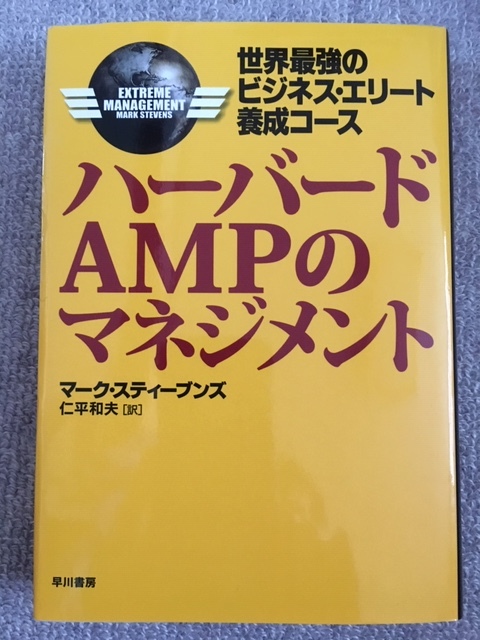 EXTREME
MANAGEMENT
MARK STEVENS
世界最強の
ビジネス・エリート
養成コース
ハーバード
AMPの
マネジメント
マーク・スティーブンズ
仁平和夫[訳]
早川書房